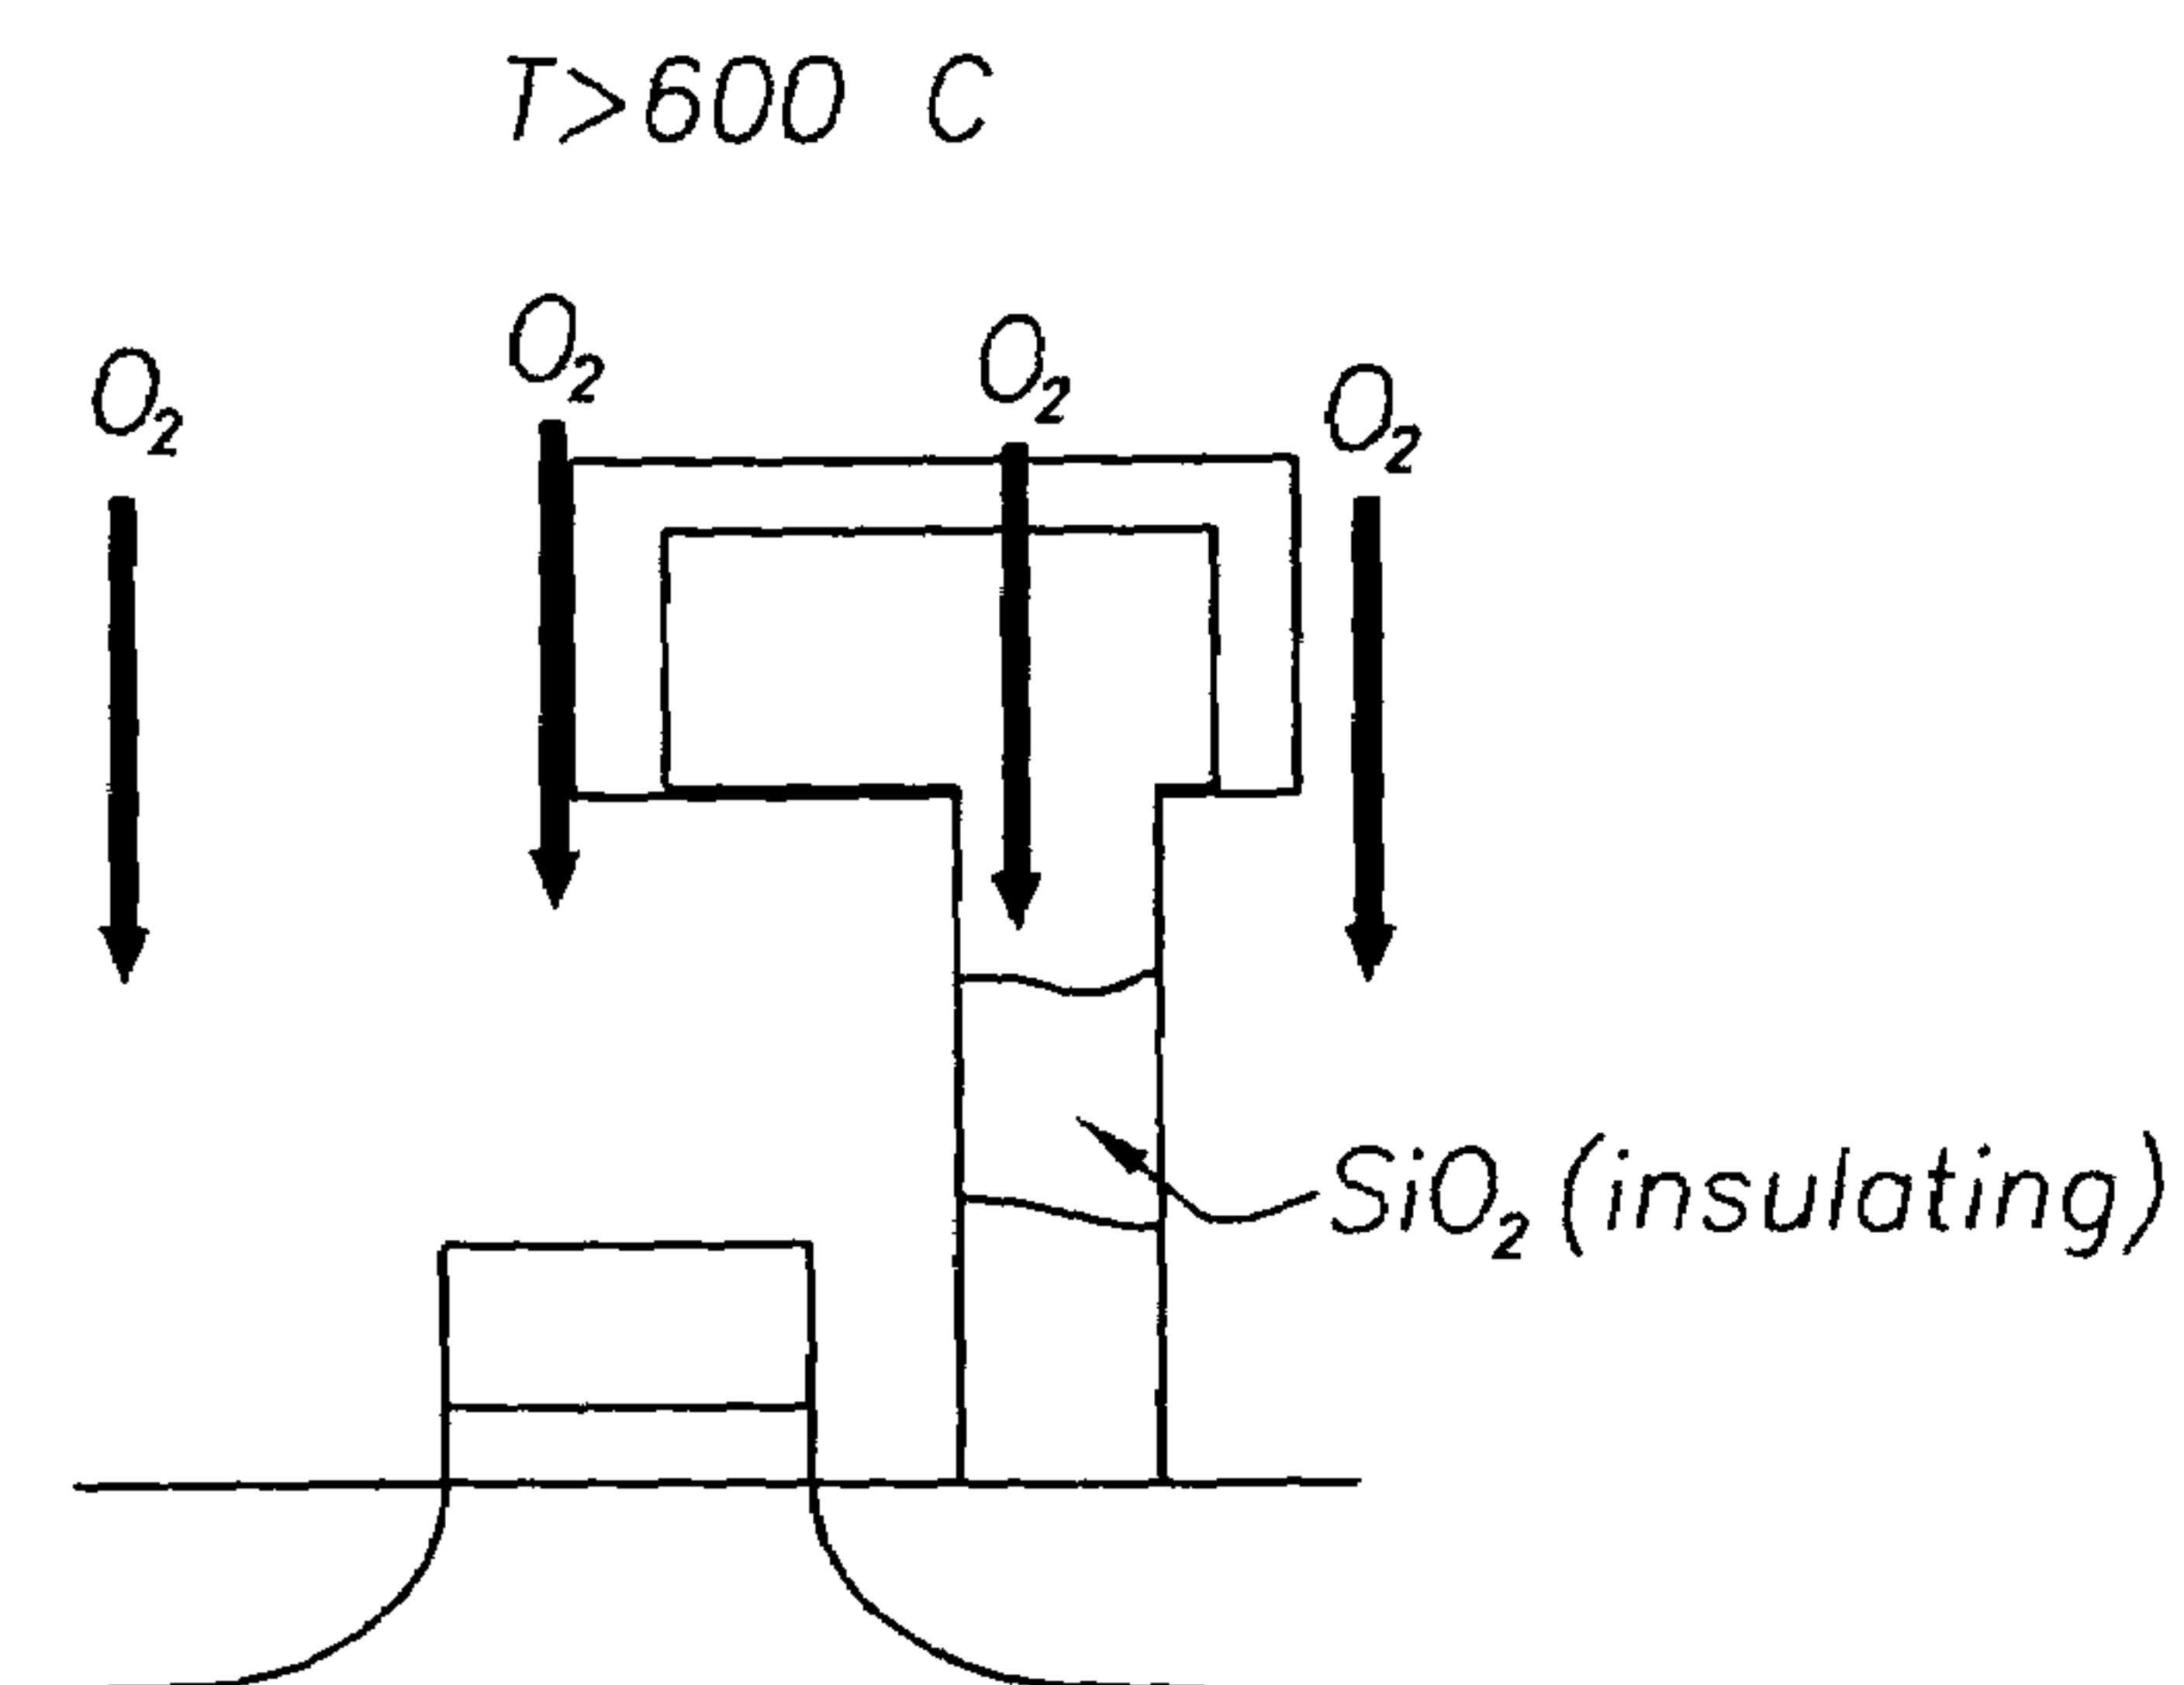 T>600 C
O₂
O₂
O₂
O₂
SiO₂ (insulating)